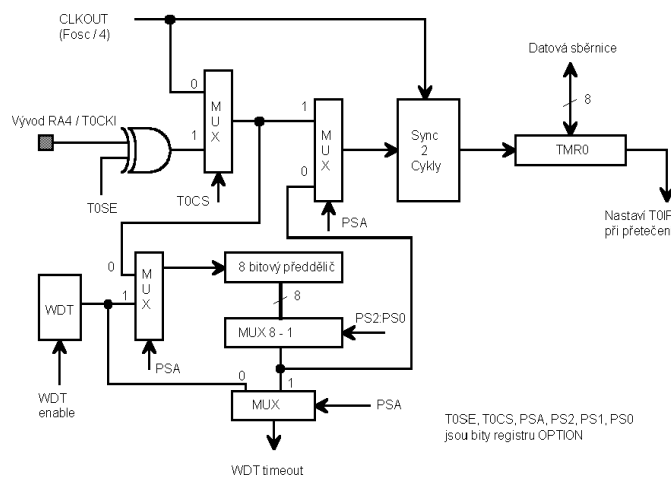 CLKOUT
(Fosc / 4)
Datová sběrnice
0
M
U
X
1
M
U
X
8
Vývod RA4 / T0CKI
1
Sync
2
Cykly
TMR0
0
T0SE
T0CS
PSA
Nastaví T0IF
při přetečení
0
M
U
X
8 bitový předdělič
WDT
1
8
MUX 8 - 1
PS2:PS0
PSA
0
1
WDT
enable
MUX
PSA
T0SE, T0CS, PSA, PS2, PS1, PS0
jsou bity registru OPTION
WDT timeout